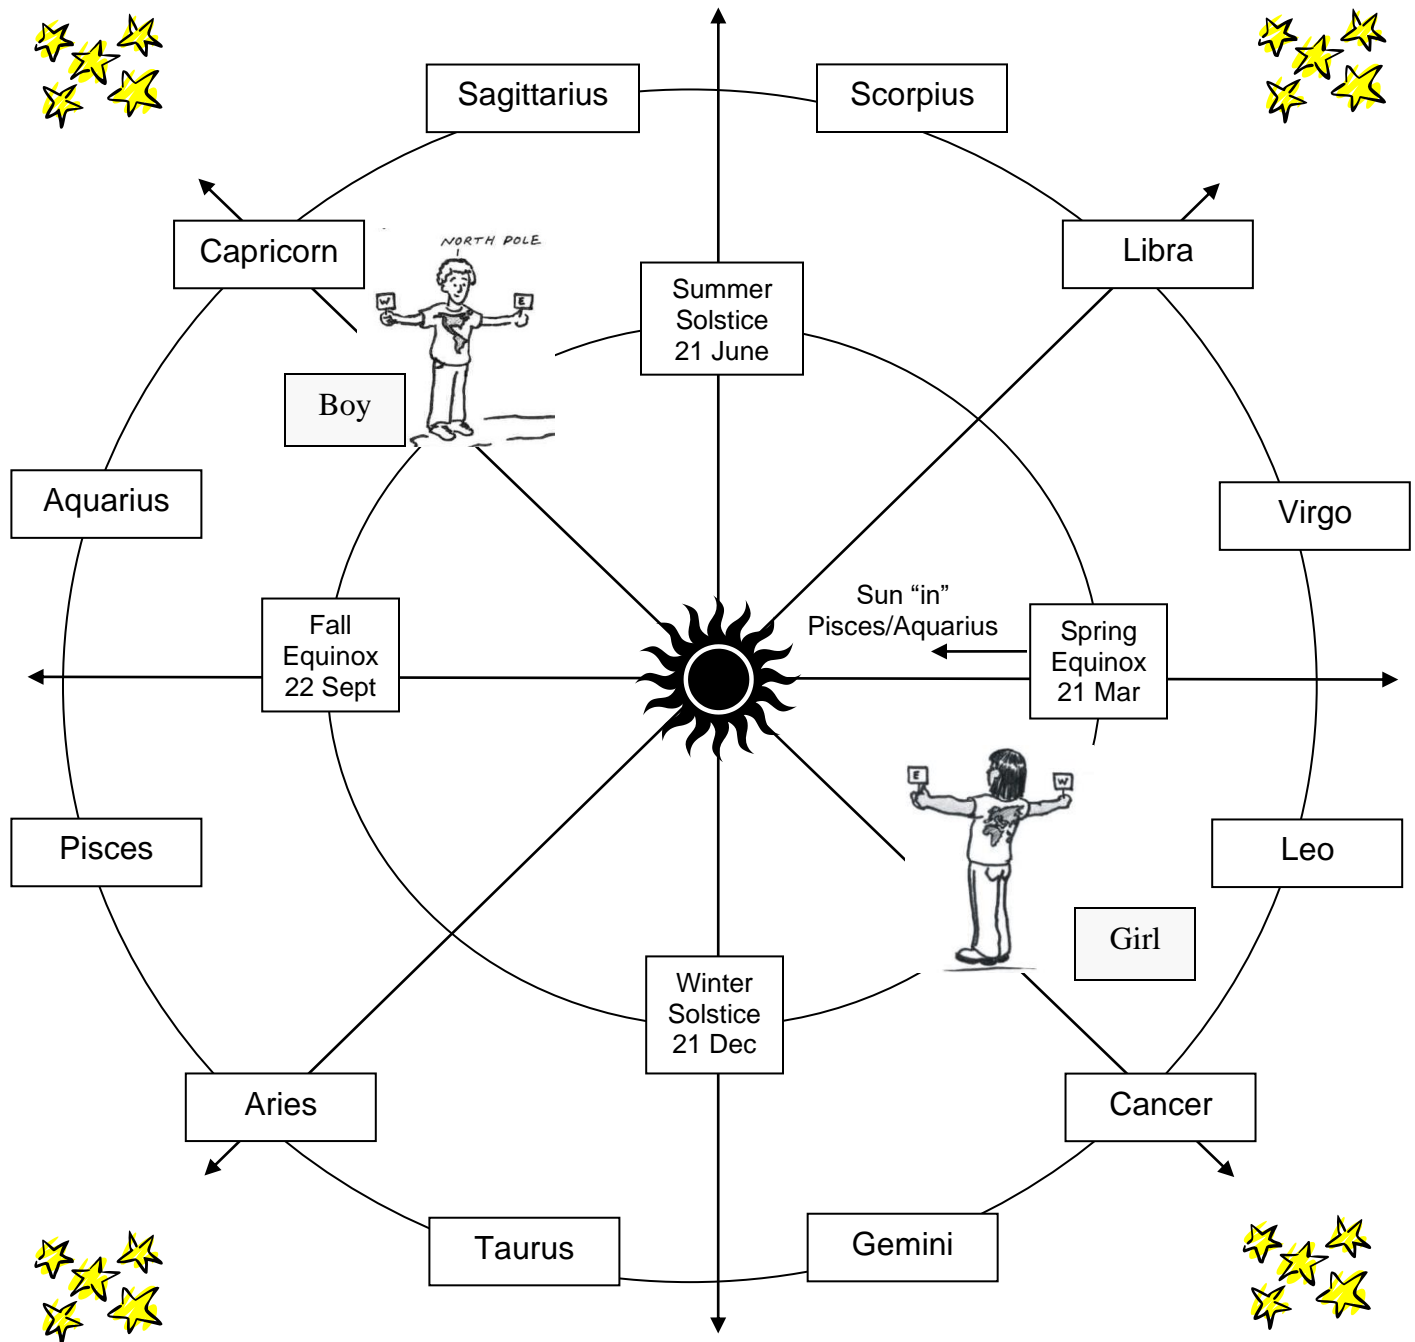 Sagittarius
Scorpius
Capricorn
NORTH POLE
Libra
W
E
Summer
Solstice
21 June
Boy
Aquarius
Virgo
Sun “in”
Pisces/Aquarius
Fall
Equinox
22 Sept
Spring
Equinox
21 Mar
E
W
Pisces
Leo
Girl
Winter
Solstice
21 Dec
Aries
Cancer
Taurus
Gemini